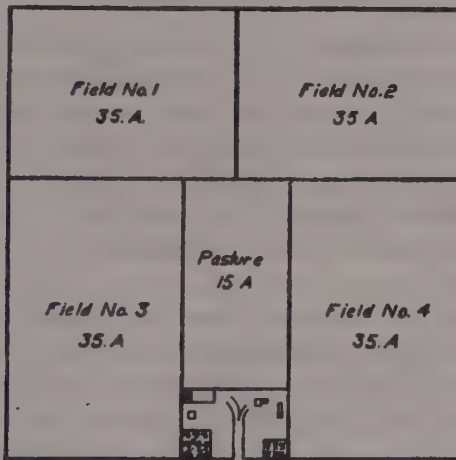 Field No.1
35.A.
Field No.2
35 A
Pasture
15 A
Field No. 3
35.A
Field No. 4
35.A